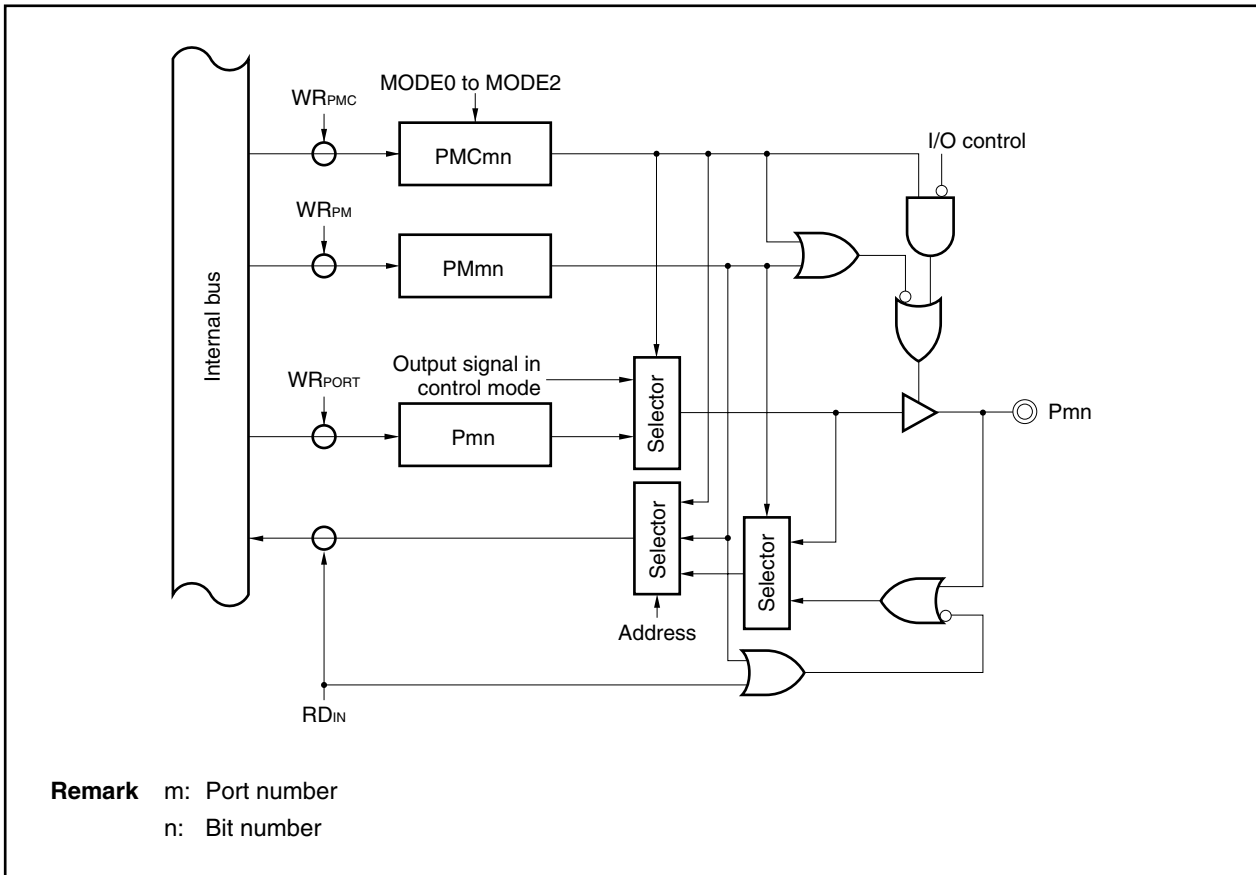 MODE0 to MODE2
WRPMC
PMCmn
I/O control
WRPM
PMmn
Internal bus
Output signal in
control mode
WRPORT
Pmn
Selector
Pmn
Selector
Selector
Address
RDIN
Remark m: Port number
n: Bit number